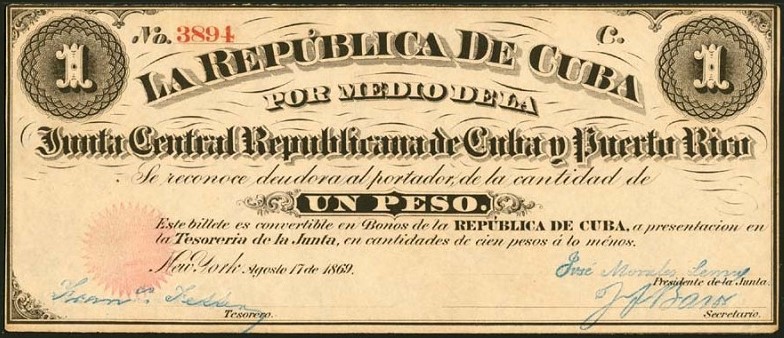 No. 3894 C.
1 LA REPÚBLICA DE CUBA 1
POR MEDIO DE LA
Junta Central Republicana de Cuba y Puerto Rico
Se reconoce deudora al portador, de la cantidad de
UN PESO.
Este billete es convertible en Bonos de la REPÚBLICA DE CUBA, a presentacion en
la Tesorería de la Junta, en cantidades de cien pesos á lo ménos.
New York Agosto 17 de 1869.
José Morales Lemus
Presidente de la Junta.
Tesorero.
Secretario.